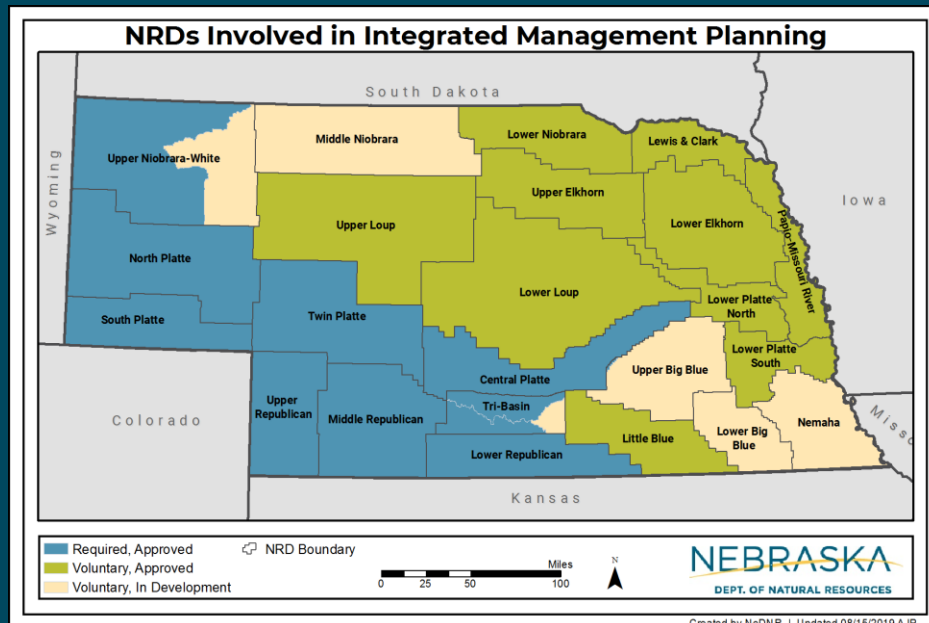 NRDs Involved in Integrated Management Planning
South Dakota
Wyoming
Iowa
Colorado
Kansas
Upper Niobrara-White
Middle Niobrara
Lower Niobrara
Lewis & Clark
Upper Elkhorn
Lower Elkhorn
Papio-Missouri River
Upper Loup
Lower Loup
North Platte
South Platte
Twin Platte
Lower Platte
North
Lower Platte
South
Central Platte
Upper Big Blue
Upper
Republican
Middle Republican
Tri-Basin
Lower Republican
Little Blue
Lower Big
Blue
Nemaha
Required, Approved
Voluntary, Approved
Voluntary, In Development
NRD Boundary
Miles
0 25 50 100
N
NEBRASKA
DEPT. OF NATURAL RESOURCES